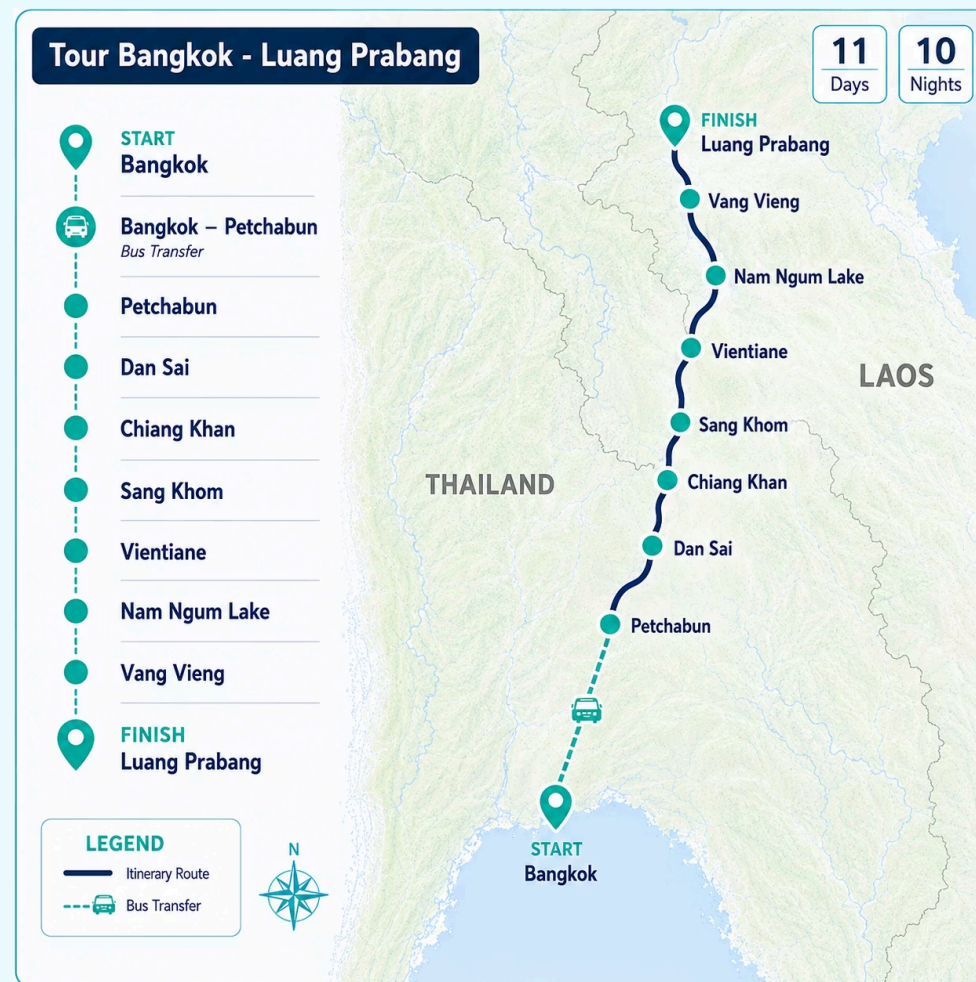 Tour Bangkok - Luang Prabang
11
Days
10
Nights
START
Bangkok
Bangkok – Petchabun
Bus Transfer
Petchabun
Dan Sai
Chiang Khan
Sang Khom
Vientiane
Nam Ngum Lake
Vang Vieng
FINISH
Luang Prabang
LEGEND
Itinerary Route
Bus Transfer
N
FINISH
Luang Prabang
Vang Vieng
Nam Ngum Lake
Vientiane
LAOS
Sang Khom
THAILAND
Chiang Khan
Dan Sai
Petchabun
START
Bangkok